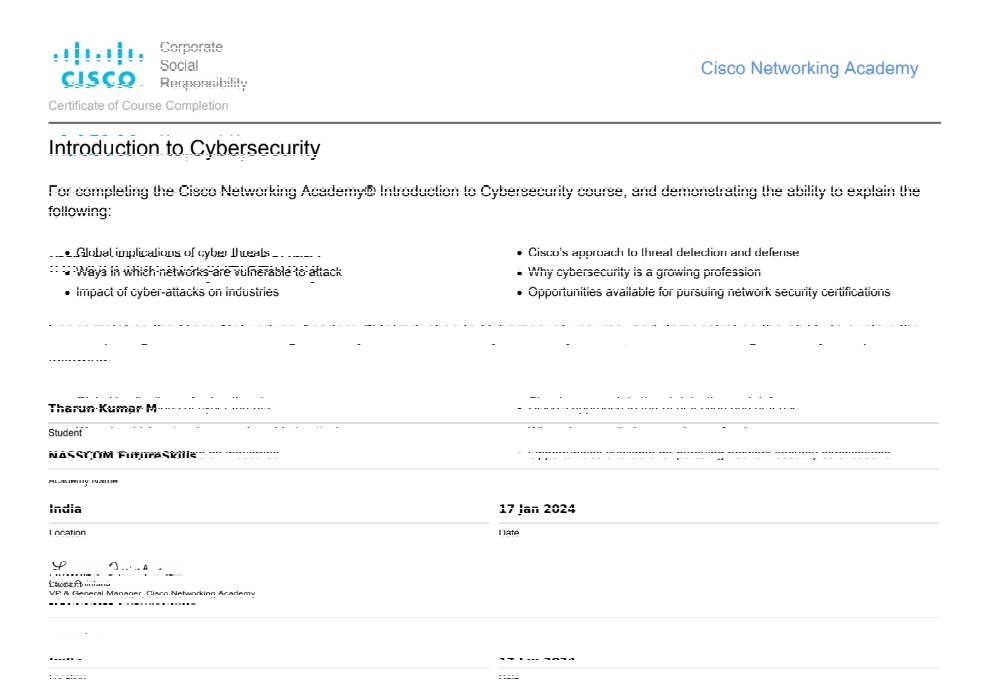 Corporate
Social
Responsibility
CISCO
Cisco Networking Academy
Certificate of Course Completion
Introduction to Cybersecurity
For completing the Cisco Networking Academy® Introduction to Cybersecurity course, and demonstrating the ability to explain the
following:
• Global implications of cyber threats
• Ways in which networks are vulnerable to attack
• Impact of cyber-attacks on industries
• Cisco's approach to threat detection and defense
• Why cybersecurity is a growing profession
• Opportunities available for pursuing network security certifications
Tharun Kumar M
Student
NASSCOM FutureSkills
Academy Name
India
Location
17 Jan 2024
Date
VP & General Manager, Cisco Networking Academy
India
17 Jan 2024